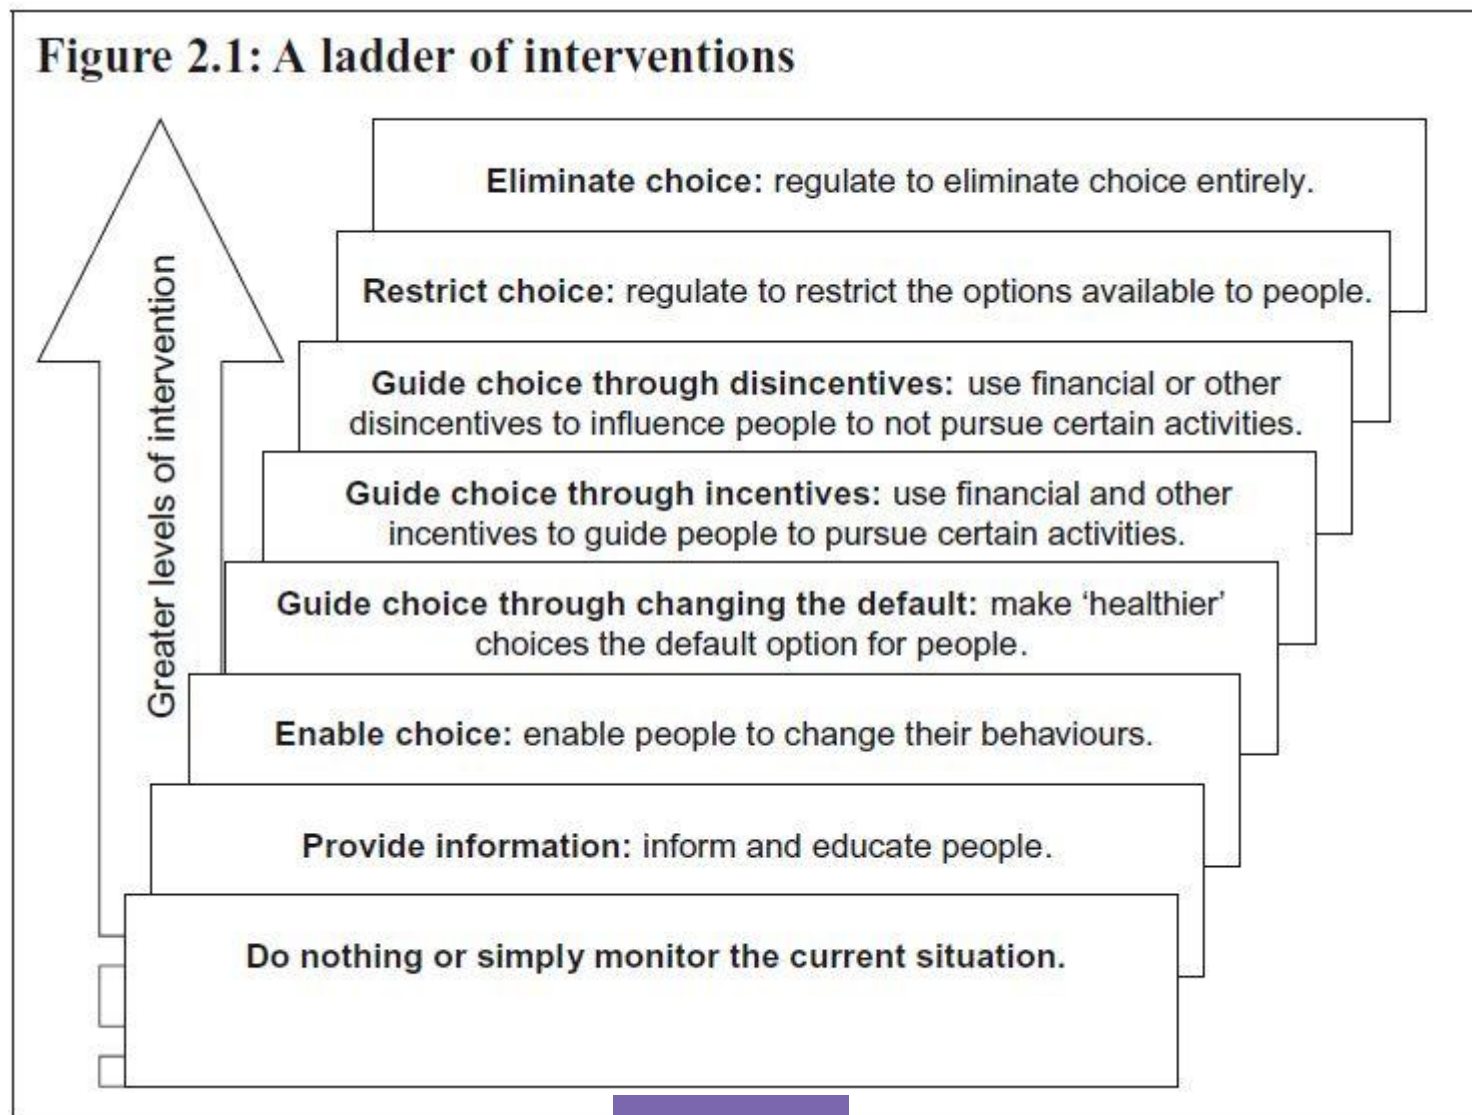 Figure 2.1: A ladder of interventions
Greater levels of intervention
Eliminate choice: regulate to eliminate choice entirely.
Restrict choice: regulate to restrict the options available to people.
Guide choice through disincentives: use financial or other
disincentives to influence people to not pursue certain activities.
Guide choice through incentives: use financial and other
incentives to guide people to pursue certain activities.
Guide choice through changing the default: make ‘healthier’
choices the default option for people.
Enable choice: enable people to change their behaviours.
Provide information: inform and educate people.
Do nothing or simply monitor the current situation.